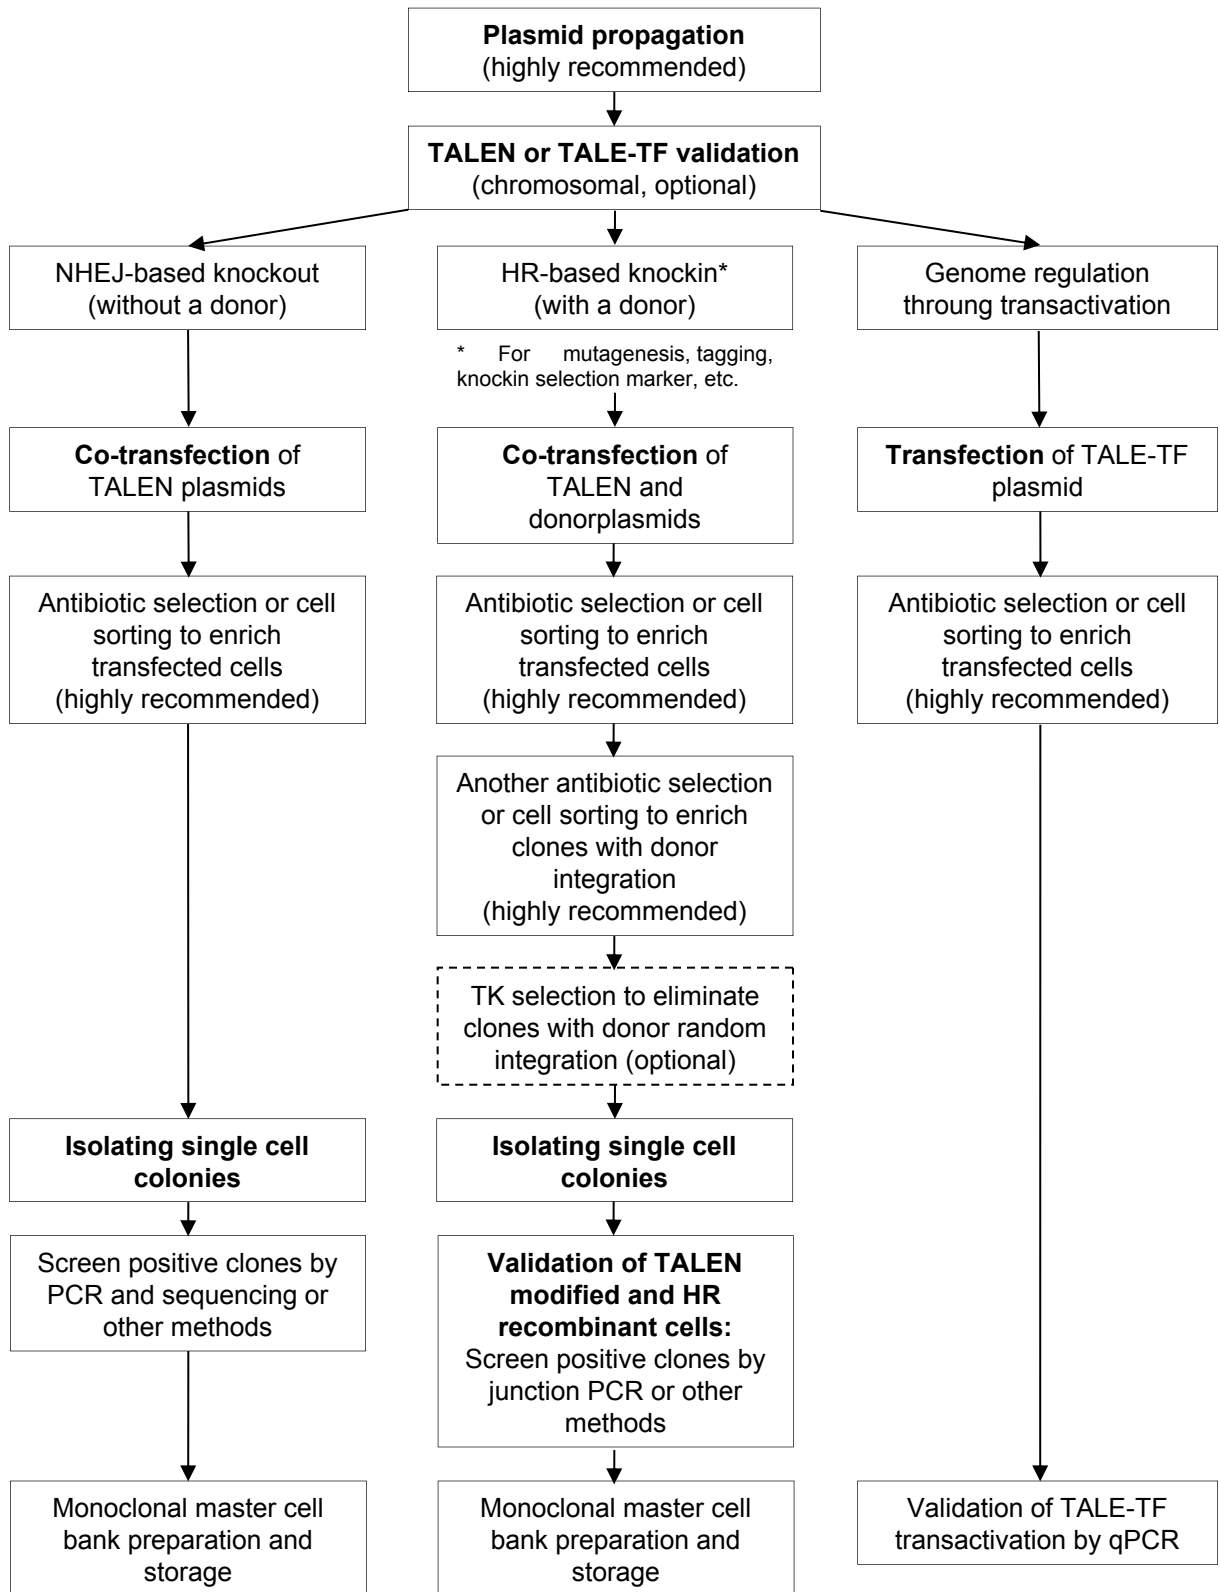 Plasmid propagation
(highly recommended)
TALEN or TALE-TF validation
(chromosomal, optional)
NHEJ-based knockout
(without a donor)
HR-based knockin*
(with a donor)
Genome regulation
throung transactivation
* For mutagenesis, tagging,
knockin selection marker, etc.
Co-transfection of
TALEN plasmids
Co-transfection of
TALEN and
donorplasmids
Transfection of TALE-TF
plasmid
Antibiotic selection or cell
sorting to enrich
transfected cells
(highly recommended)
Antibiotic selection or cell
sorting to enrich
transfected cells
(highly recommended)
Antibiotic selection or cell
sorting to enrich
transfected cells
(highly recommended)
Another antibiotic selection
or cell sorting to enrich
clones with donor
integration
(highly recommended)
TK selection to eliminate
clones with donor random
integration (optional)
Isolating single cell
colonies
Isolating single cell
colonies
Screen positive clones by
PCR and sequencing or
other methods
Validation of TALEN
modified and HR
recombinant cells:
Screen positive clones by
junction PCR or other
methods
Monoclonal master cell
bank preparation and
storage
Monoclonal master cell
bank preparation and
storage
Validation of TALE-TF
transactivation by qPCR